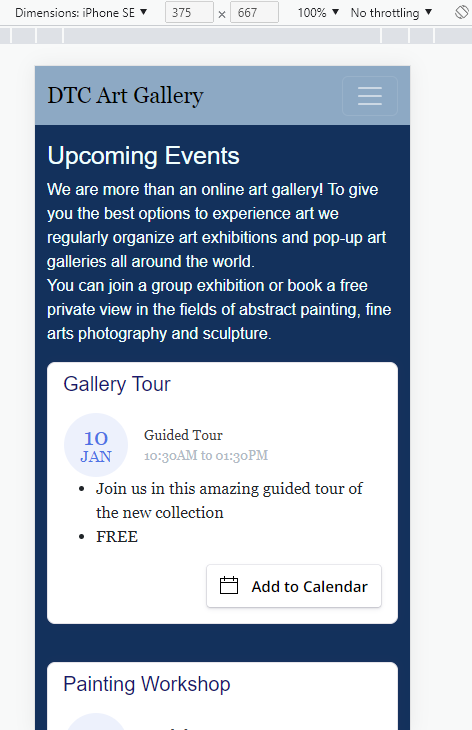 Dimensions: iPhone SE ▼ 375 × 667 100% ▼ No throttling ▼
DTC Art Gallery
Upcoming Events
We are more than an online art gallery! To give
you the best options to experience art we
regularly organize art exhibitions and pop-up art
galleries all around the world.
You can join a group exhibition or book a free
private view in the fields of abstract painting, fine
arts photography and sculpture.
Gallery Tour
10
JAN
Guided Tour
10:30AM to 01:30PM
• Join us in this amazing guided tour of
the new collection
• FREE
Add to Calendar
Painting Workshop